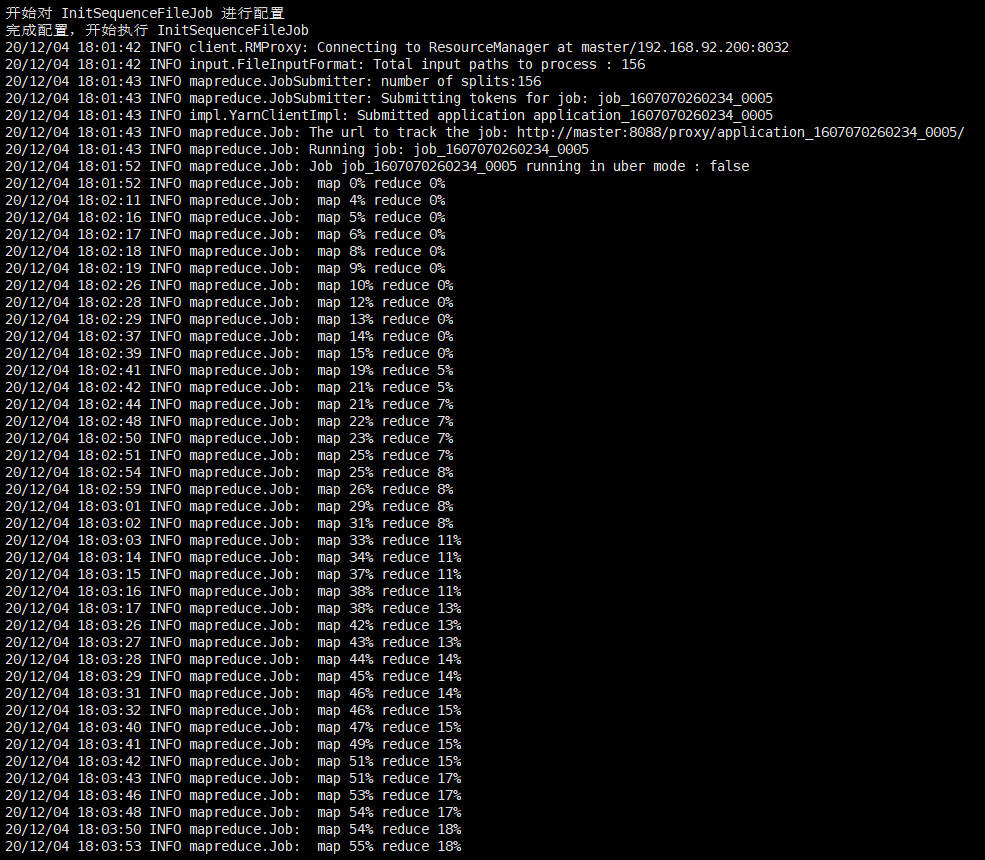 开始对 InitSequenceFileJob 进行配置
完成配置，开始执行 InitSequenceFileJob
20/12/04 18:01:42 INFO client.RMProxy: Connecting to ResourceManager at master/192.168.92.200:8032
20/12/04 18:01:42 INFO input.FileInputFormat: Total input paths to process : 156
20/12/04 18:01:43 INFO mapreduce.JobSubmitter: number of splits:156
20/12/04 18:01:43 INFO mapreduce.JobSubmitter: Submitting tokens for job: job_1607070260234_0005
20/12/04 18:01:43 INFO impl.YarnClientImpl: Submitted application application_1607070260234_0005
20/12/04 18:01:43 INFO mapreduce.Job: The url to track the job: http://master:8088/proxy/application_1607070260234_0005/
20/12/04 18:01:43 INFO mapreduce.Job: Running job: job_1607070260234_0005
20/12/04 18:01:52 INFO mapreduce.Job: Job job_1607070260234_0005 running in uber mode : false
20/12/04 18:01:52 INFO mapreduce.Job:  map 0% reduce 0%
20/12/04 18:02:11 INFO mapreduce.Job:  map 4% reduce 0%
20/12/04 18:02:16 INFO mapreduce.Job:  map 5% reduce 0%
20/12/04 18:02:17 INFO mapreduce.Job:  map 6% reduce 0%
20/12/04 18:02:18 INFO mapreduce.Job:  map 8% reduce 0%
20/12/04 18:02:19 INFO mapreduce.Job:  map 9% reduce 0%
20/12/04 18:02:26 INFO mapreduce.Job:  map 10% reduce 0%
20/12/04 18:02:28 INFO mapreduce.Job:  map 12% reduce 0%
20/12/04 18:02:29 INFO mapreduce.Job:  map 13% reduce 0%
20/12/04 18:02:37 INFO mapreduce.Job:  map 14% reduce 0%
20/12/04 18:02:39 INFO mapreduce.Job:  map 15% reduce 0%
20/12/04 18:02:41 INFO mapreduce.Job:  map 19% reduce 5%
20/12/04 18:02:42 INFO mapreduce.Job:  map 21% reduce 5%
20/12/04 18:02:44 INFO mapreduce.Job:  map 21% reduce 7%
20/12/04 18:02:48 INFO mapreduce.Job:  map 22% reduce 7%
20/12/04 18:02:50 INFO mapreduce.Job:  map 23% reduce 7%
20/12/04 18:02:51 INFO mapreduce.Job:  map 25% reduce 7%
20/12/04 18:02:54 INFO mapreduce.Job:  map 25% reduce 8%
20/12/04 18:02:59 INFO mapreduce.Job:  map 26% reduce 8%
20/12/04 18:03:01 INFO mapreduce.Job:  map 29% reduce 8%
20/12/04 18:03:02 INFO mapreduce.Job:  map 31% reduce 8%
20/12/04 18:03:03 INFO mapreduce.Job:  map 33% reduce 11%
20/12/04 18:03:14 INFO mapreduce.Job:  map 34% reduce 11%
20/12/04 18:03:15 INFO mapreduce.Job:  map 37% reduce 11%
20/12/04 18:03:16 INFO mapreduce.Job:  map 38% reduce 11%
20/12/04 18:03:17 INFO mapreduce.Job:  map 38% reduce 13%
20/12/04 18:03:26 INFO mapreduce.Job:  map 42% reduce 13%
20/12/04 18:03:27 INFO mapreduce.Job:  map 43% reduce 13%
20/12/04 18:03:28 INFO mapreduce.Job:  map 44% reduce 14%
20/12/04 18:03:29 INFO mapreduce.Job:  map 45% reduce 14%
20/12/04 18:03:31 INFO mapreduce.Job:  map 46% reduce 14%
20/12/04 18:03:32 INFO mapreduce.Job:  map 46% reduce 15%
20/12/04 18:03:40 INFO mapreduce.Job:  map 47% reduce 15%
20/12/04 18:03:41 INFO mapreduce.Job:  map 49% reduce 15%
20/12/04 18:03:42 INFO mapreduce.Job:  map 51% reduce 15%
20/12/04 18:03:43 INFO mapreduce.Job:  map 51% reduce 17%
20/12/04 18:03:46 INFO mapreduce.Job:  map 53% reduce 17%
20/12/04 18:03:48 INFO mapreduce.Job:  map 54% reduce 17%
20/12/04 18:03:50 INFO mapreduce.Job:  map 54% reduce 18%
20/12/04 18:03:53 INFO mapreduce.Job:  map 55% reduce 18%